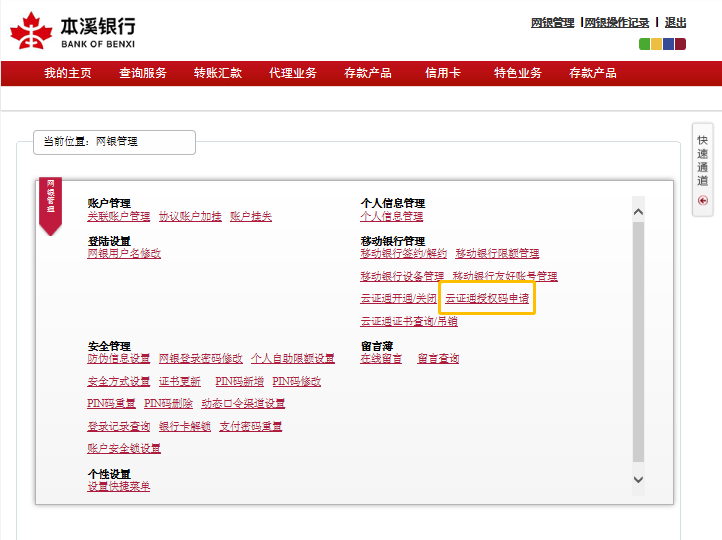 本溪银行
BANK OF BENXI
网银管理 | 网银操作记录 | 退出
我的主页 查询服务 转账汇款 代理业务 存款产品 信用卡 特色业务 存款产品
当前位置：网银管理
快速通道
网银管理
账户管理
关联账户管理 协议账户加挂 账户挂失
个人信息管理
个人信息管理
登陆设置
网银用户名修改
移动银行管理
移动银行签约/解约 移动银行限额管理
移动银行设备管理 移动银行友好账号管理
云证通开通/关闭 云证通授权码申请
云证通证书查询/吊销
安全管理
防伪信息设置 网银登录密码修改 个人自助限额设置
安全方式设置 证书更新 PIN码新增 PIN码修改
PIN码重置 PIN码删除 动态口令渠道设置
登录记录查询 银行卡解锁 支付密码重置
账户安全锁设置
留言簿
在线留言 留言查询
个性设置
设置快捷菜单